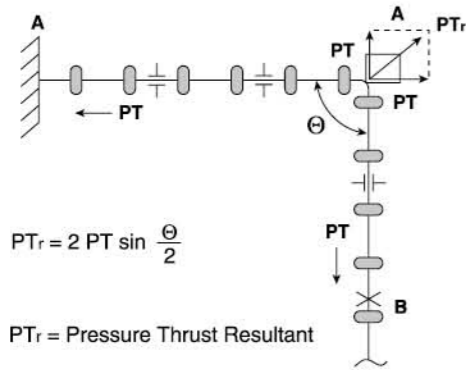 A
A
PTr
PT
PT
PT
Θ
PT
B
PTr = 2 PT sin Θ/2
PTr = Pressure Thrust Resultant